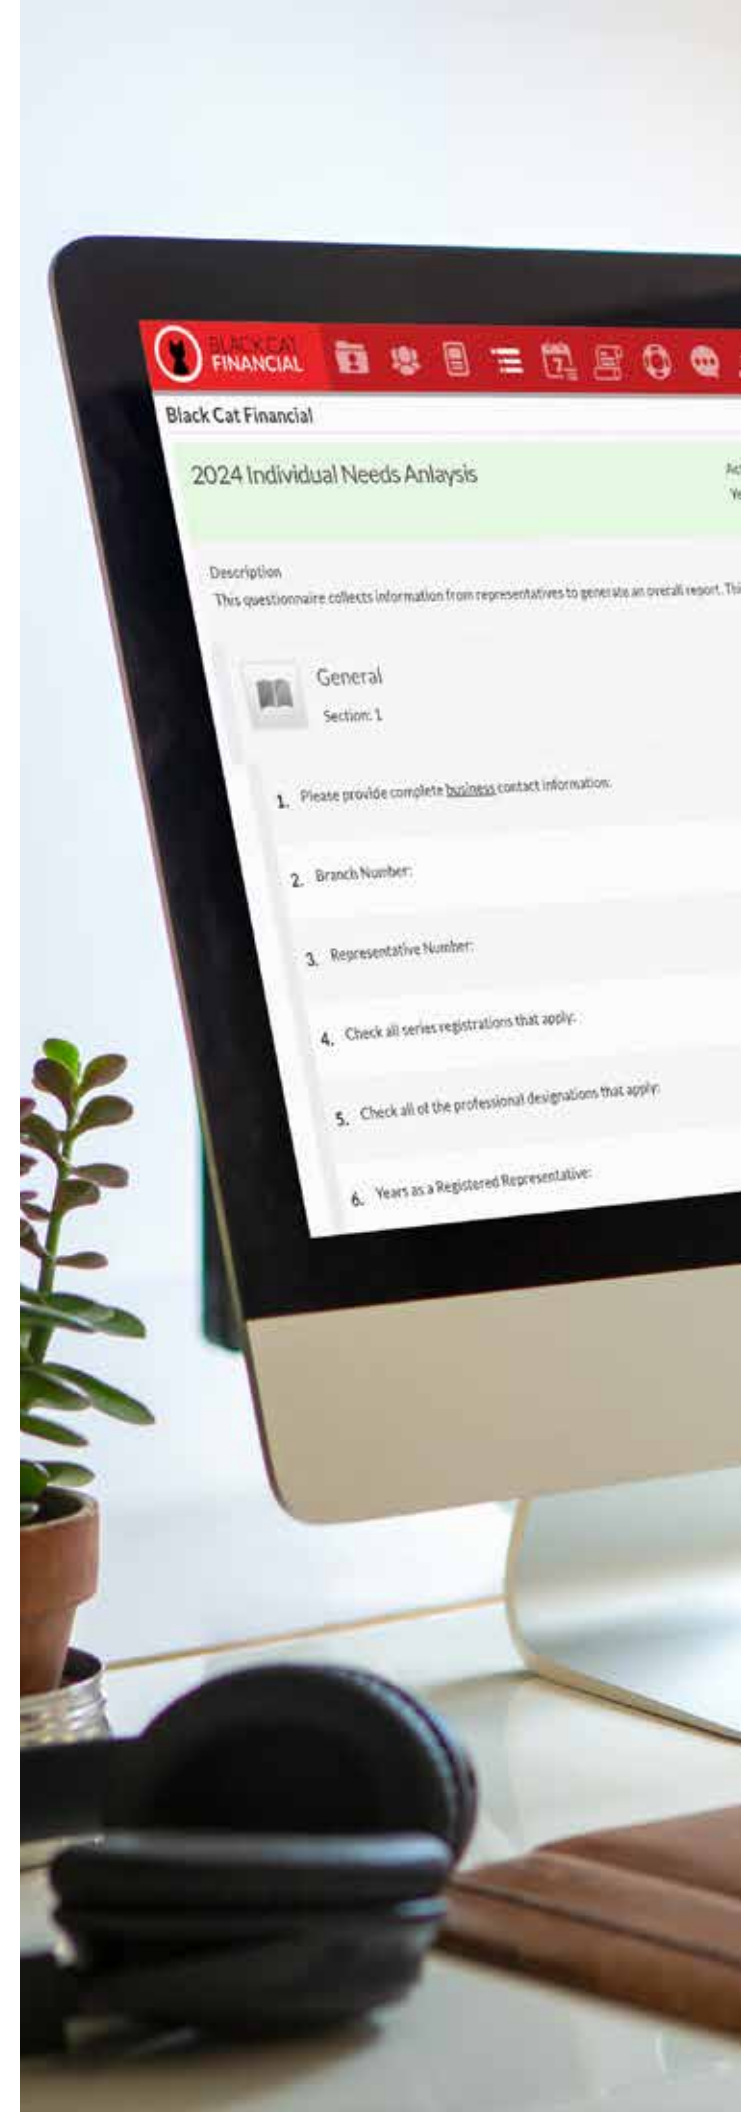 BLACK CAT
FINANCIAL
7
Black Cat Financial
2024 Individual Needs Anlaysis
Description
This questionnaire collects information from representatives to generate an overall report. This
General
Section: 1
1. Please provide complete business contact information:
2. Branch Number:
3. Representative Number:
4. Check all series registrations that apply:
5. Check all of the professional designations that apply:
6. Years as a Registered Representative: